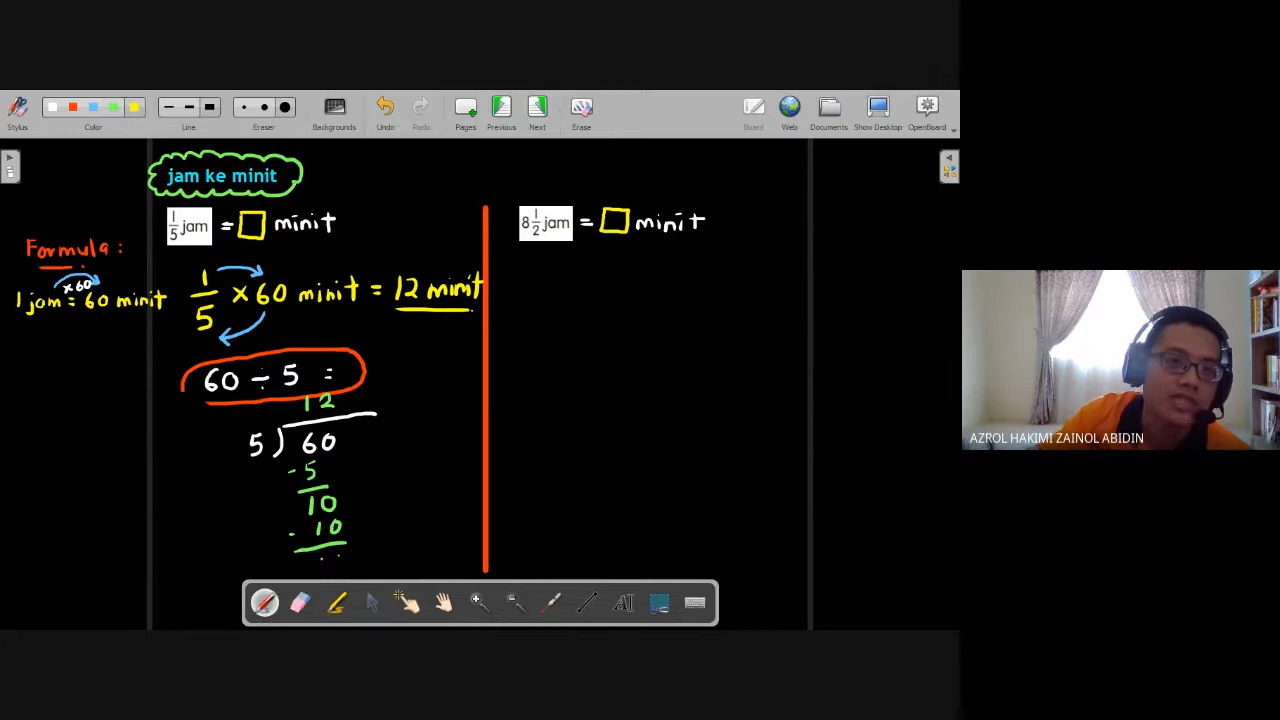 Stylus
Color
Line
Eraser
Backgrounds
Undo
Redo
Pages
Previous
Next
Erase
Board
Web
Documents
Show Desktop
OpenBoard
jam ke minit
Formula :
1 jam = 60 minit
x60
1/5 jam = □ minit
1/5 × 60 minit = 12 minit
60 ÷ 5 =
12
5) 60
- 5
10
- 10
8 1/2 jam = □ minit
AZROL HAKIMI ZAINOL ABIDIN